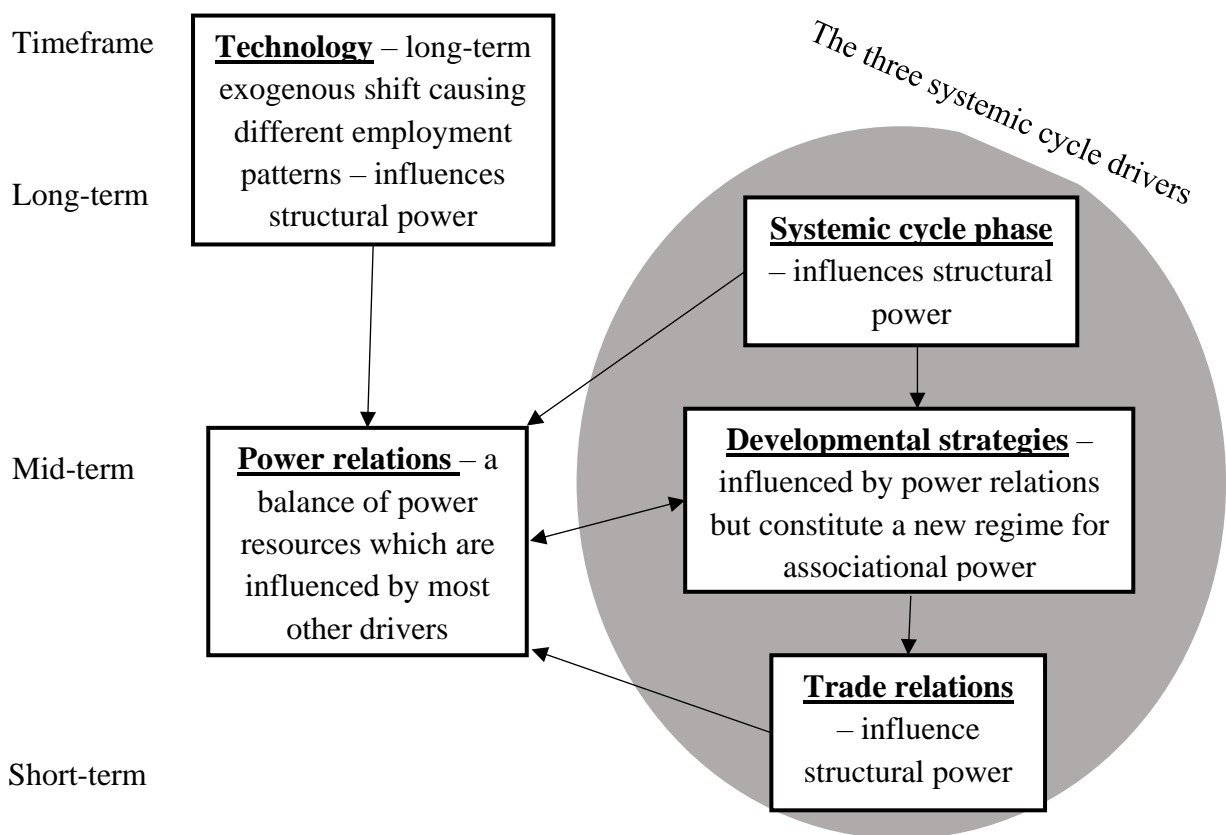 Timeframe
Technology – long-term
exogenous shift causing
different employment
patterns – influences
structural power
The three systemic cycle drivers
Long-term
Systemic cycle phase
– influences structural
power
Mid-term
Power relations – a
balance of power
resources which are
influenced by most
other drivers
Developmental strategies –
influenced by power relations
but constitute a new regime for
associational power
Trade relations
– influence
structural power
Short-term